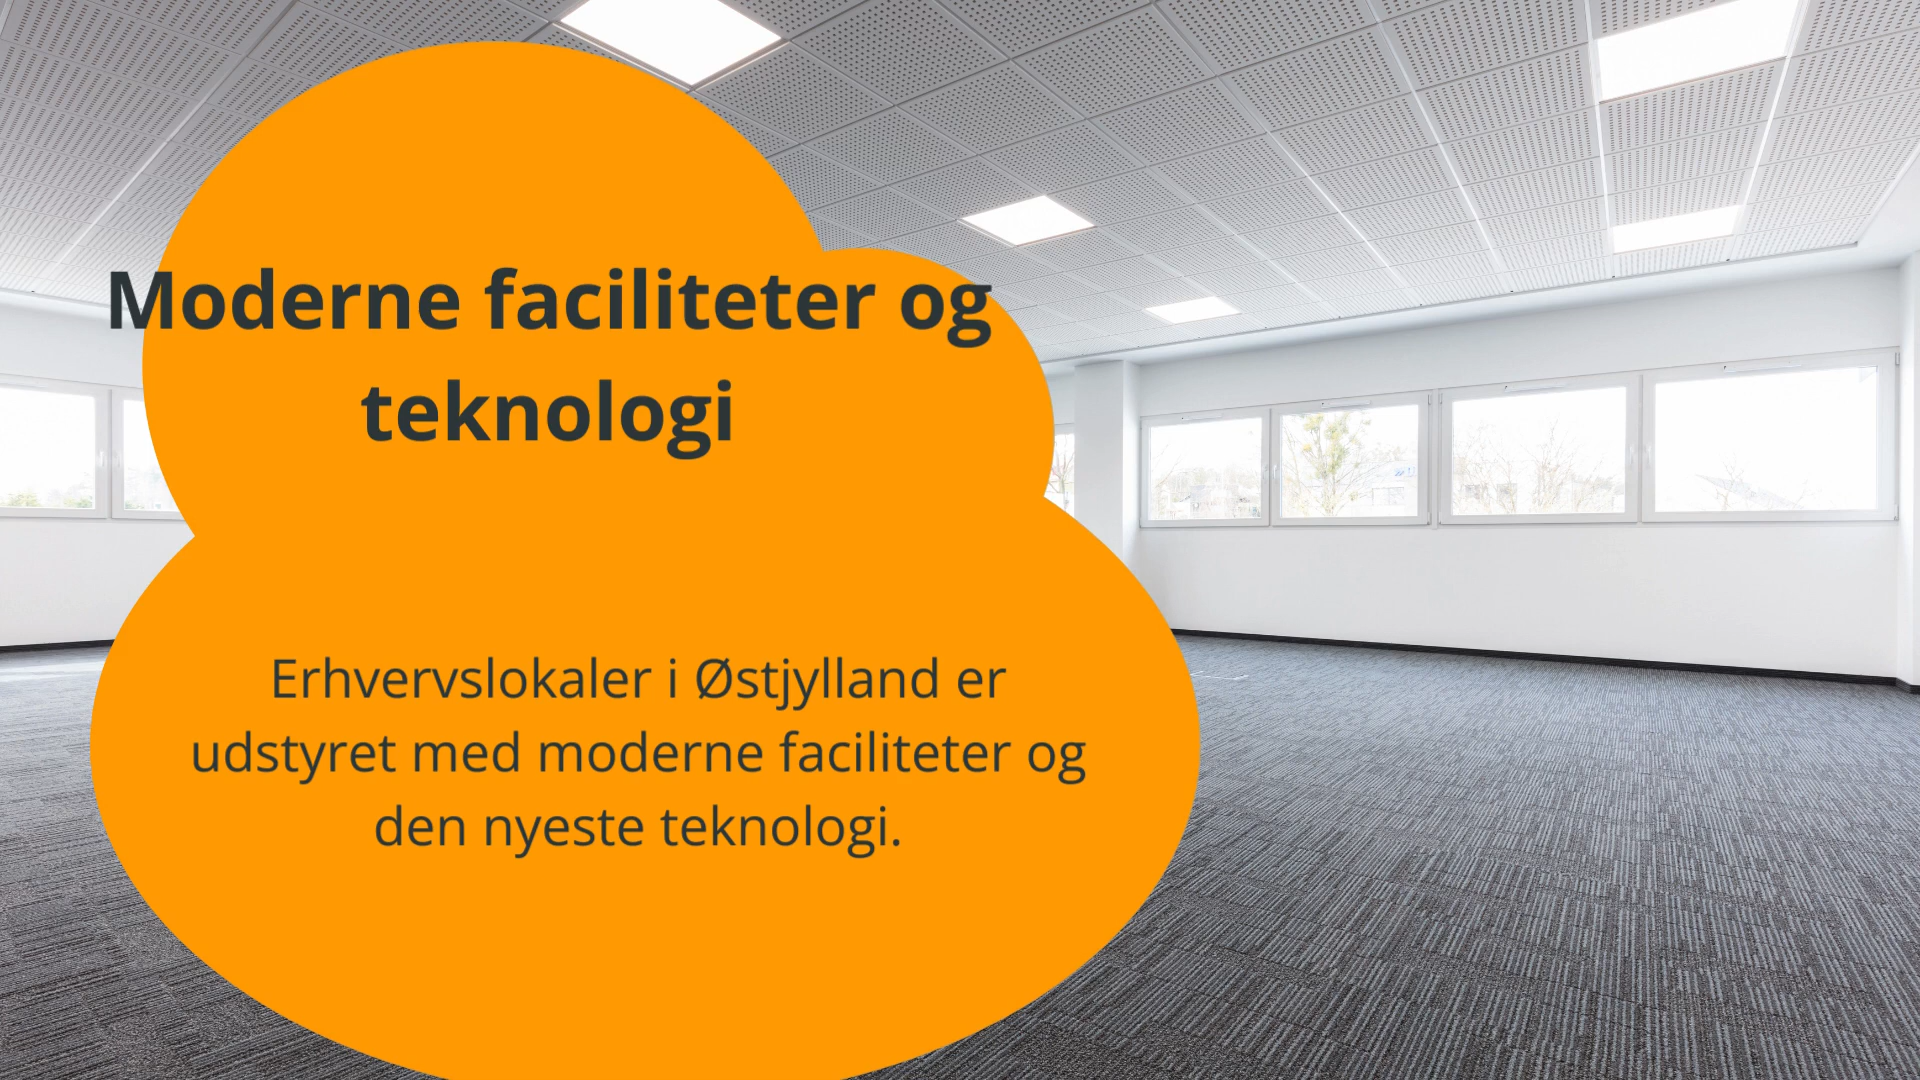 Moderne faciliteter og
teknologi
Erhvervslokaler i Østjylland er
udstyret med moderne faciliteter og
den nyeste teknologi.